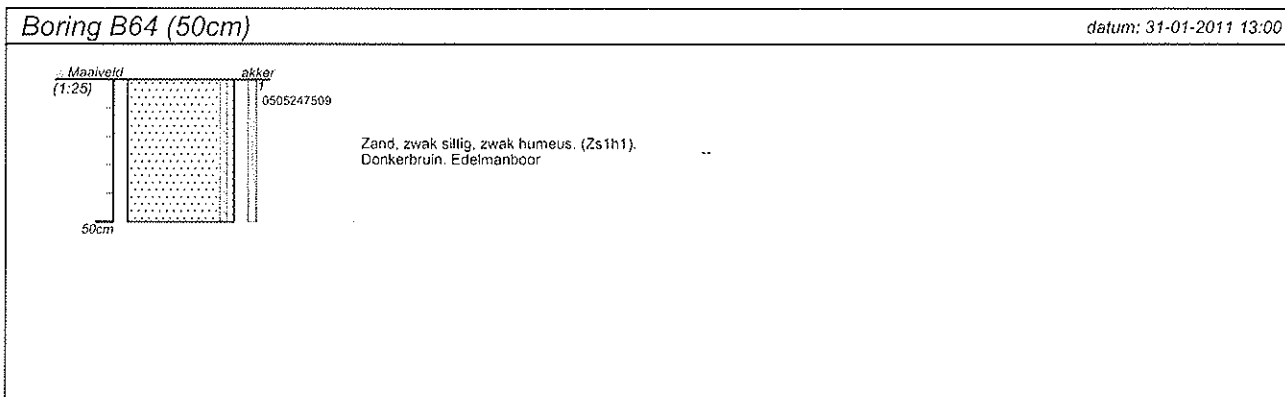 Boring B64 (50cm)
datum: 31-01-2011 13:00
Maaiveld
akker
(1:25)
1
0505247509
Zand, zwak siltig, zwak humeus. (Zs1h1).
Donkerbruin. Edelmanboor
--
50cm